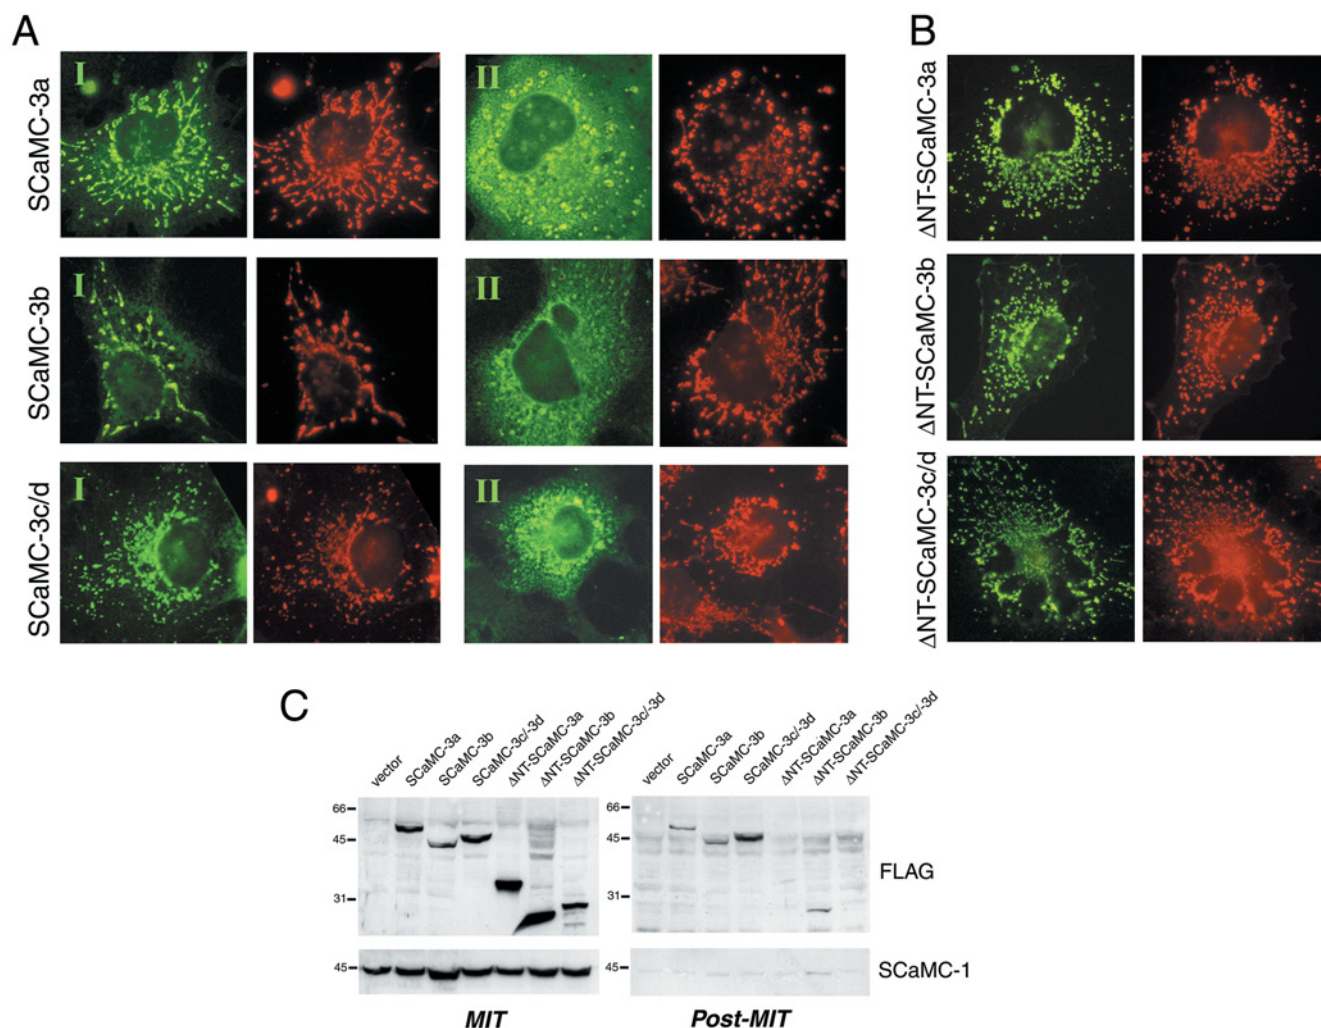 A
B
SCaMC-3a
I
II
ΔNT-SCaMC-3a
SCaMC-3b
I
II
ΔNT-SCaMC-3b
SCaMC-3c/d
I
II
ΔNT-SCaMC-3c/d
C
vector
SCaMC-3a
SCaMC-3b
SCaMC-3c/-3d
ΔNT-SCaMC-3a
ΔNT-SCaMC-3b
ΔNT-SCaMC-3c/-3d
vector
SCaMC-3a
SCaMC-3b
SCaMC-3c/-3d
ΔNT-SCaMC-3a
ΔNT-SCaMC-3b
ΔNT-SCaMC-3c/-3d
66
45
31
66
45
31
FLAG
45
45
SCaMC-1
MIT
Post-MIT